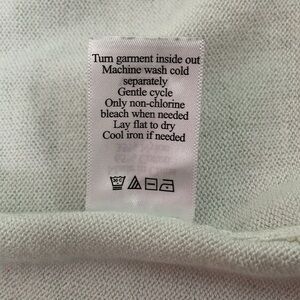 Turn garment inside out
Machine wash cold
separately
Gentle cycle
Only non-chlorine
bleach when needed
Lay flat to dry
Cool iron if needed